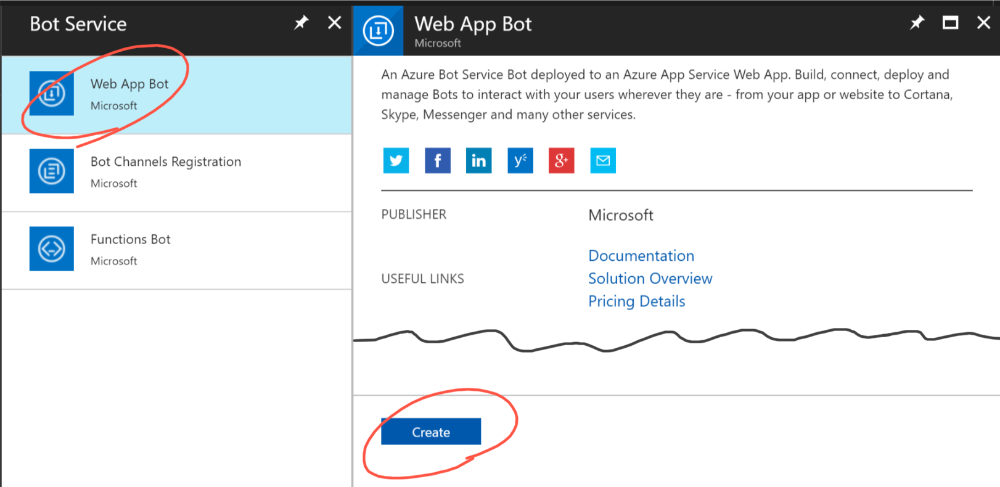 Bot Service
Web App Bot
Microsoft
Bot Channels Registration
Microsoft
Functions Bot
Microsoft
Web App Bot
Microsoft
An Azure Bot Service Bot deployed to an Azure App Service Web App. Build, connect, deploy and
manage Bots to interact with your users wherever they are - from your app or website to Cortana,
Skype, Messenger and many other services.
PUBLISHER
Microsoft
USEFUL LINKS
Documentation
Solution Overview
Pricing Details
Create